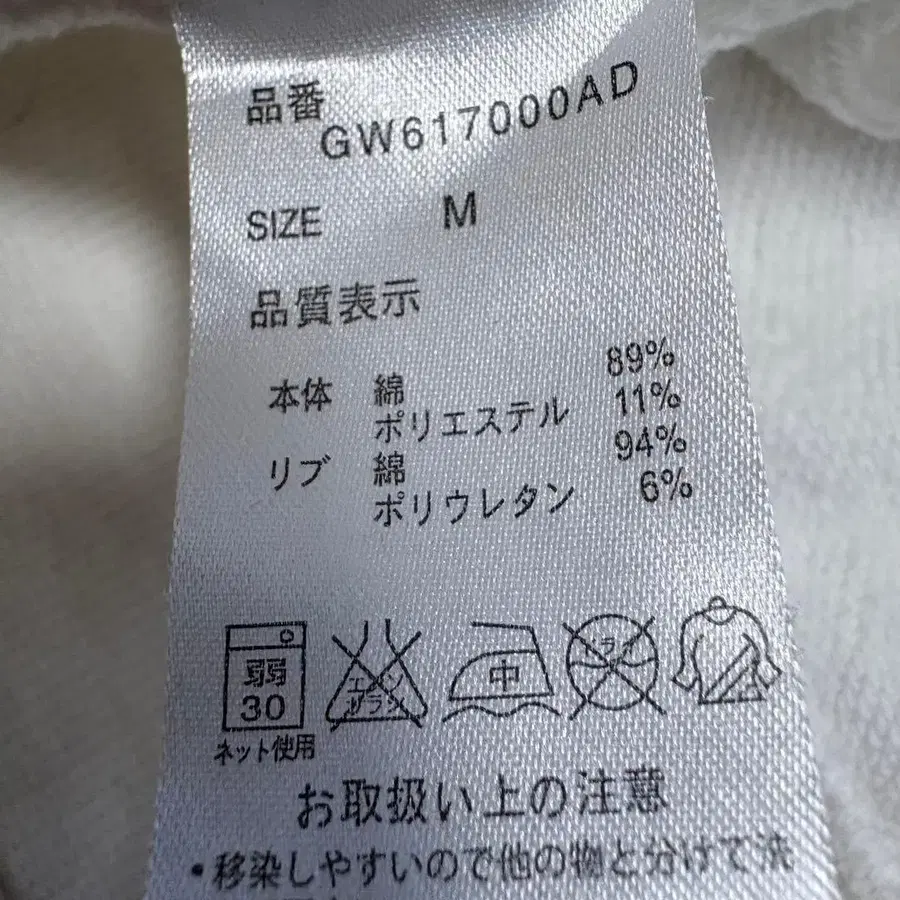 品番 GW617000AD
SIZE M
品質表示
本体 綿 89%
ポリエステル 11%
リブ 綿 94%
ポリウレタン 6%
弱 30
エンソ サラシ
中
ドライ
ネット使用
お取扱い上の注意
・移染しやすいので他の物と分けて洗